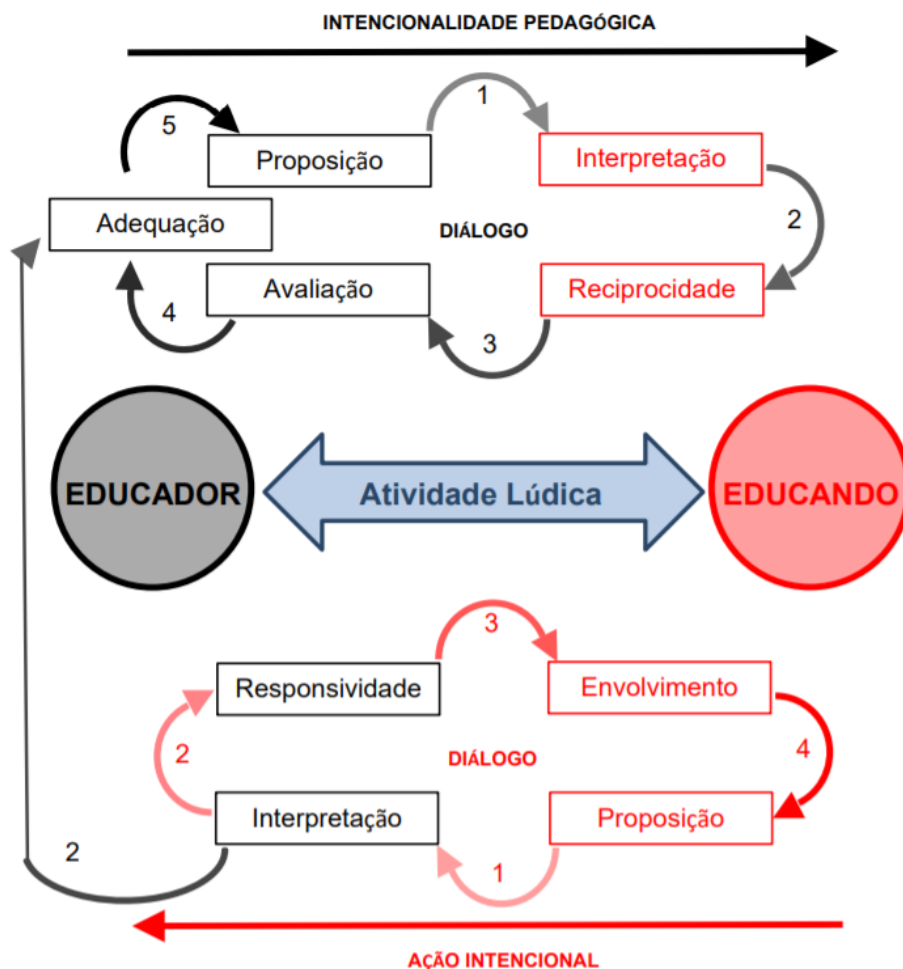 INTENCIONALIDADE PEDAGÓGICA
1
5
Proposição
Interpretação
Adequação
DIÁLOGO
2
Avaliação
Reciprocidade
4
3
EDUCADOR
Atividade Lúdica
EDUCANDO
3
Responsividade
Envolvimento
2
DIÁLOGO
4
Interpretação
Proposição
2
1
AÇÃO INTENCIONAL